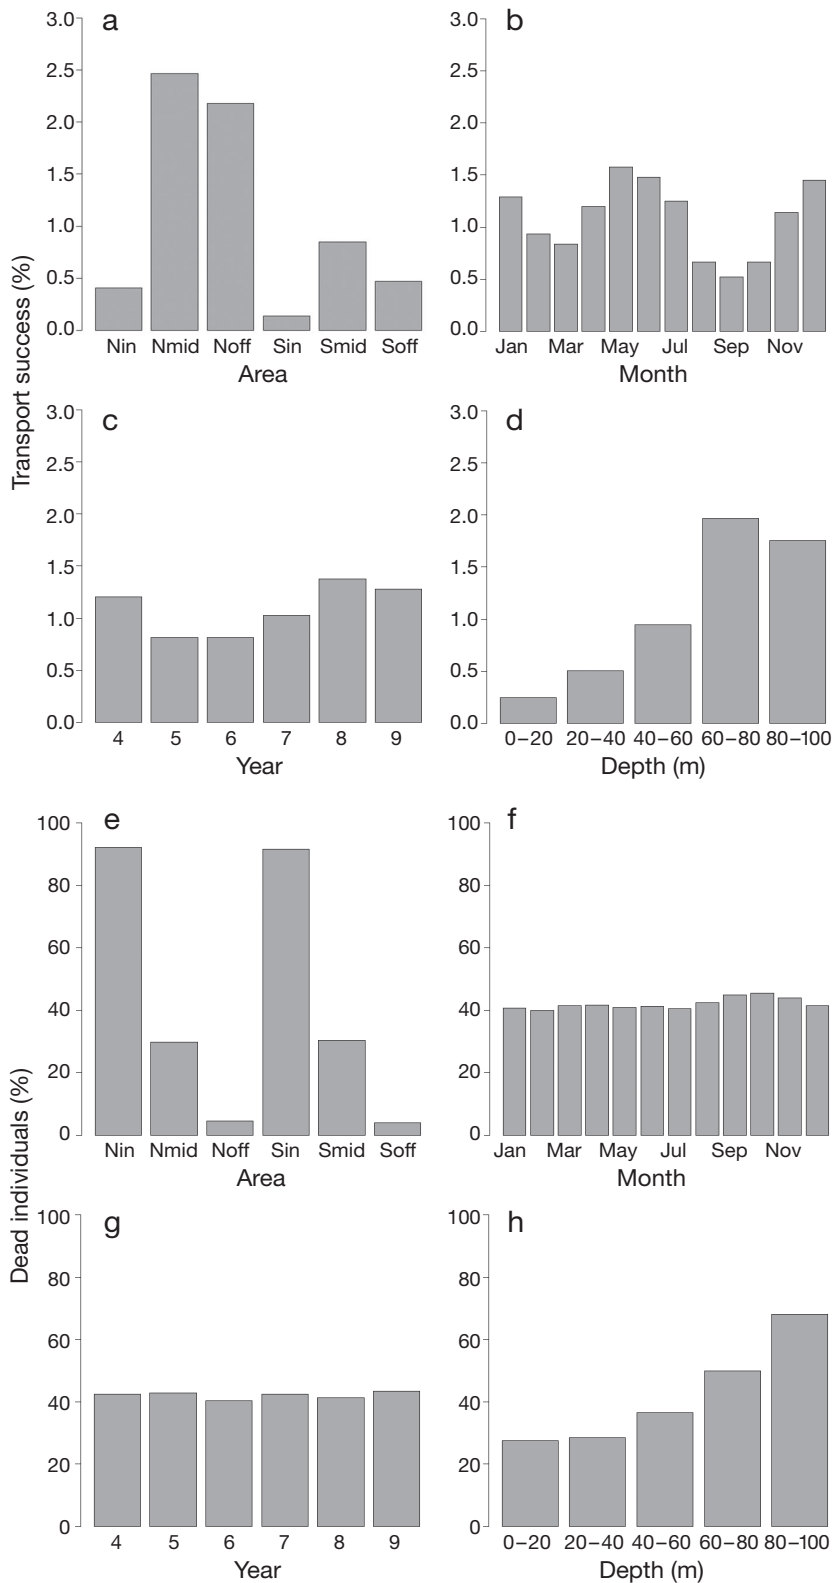 a
b
3.0
2.5
2.0
1.5
1.0
0.5
0.0
Nin Nmid Noff Sin Smid Soff
Area
3.0
2.5
2.0
1.5
1.0
0.5
0.0
Jan Mar May Jul Sep Nov
Month
Transport success (%)
c
d
3.0
2.5
2.0
1.5
1.0
0.5
0.0
4 5 6 7 8 9
Year
3.0
2.5
2.0
1.5
1.0
0.5
0.0
0–20 20–40 40–60 60–80 80–100
Depth (m)
e
f
100
80
60
40
20
0
Nin Nmid Noff Sin Smid Soff
Area
100
80
60
40
20
0
Jan Mar May Jul Sep Nov
Month
Dead individuals (%)
g
h
100
80
60
40
20
0
4 5 6 7 8 9
Year
100
80
60
40
20
0
0–20 20–40 40–60 60–80 80–100
Depth (m)